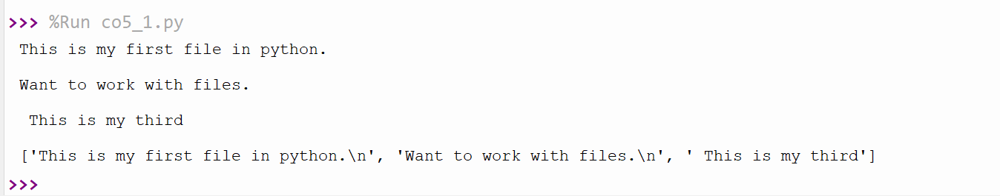 >>> %Run co5_1.py
This is my first file in python.
Want to work with files.
 This is my third
['This is my first file in python.\n', 'Want to work with files.\n', ' This is my third']
>>>